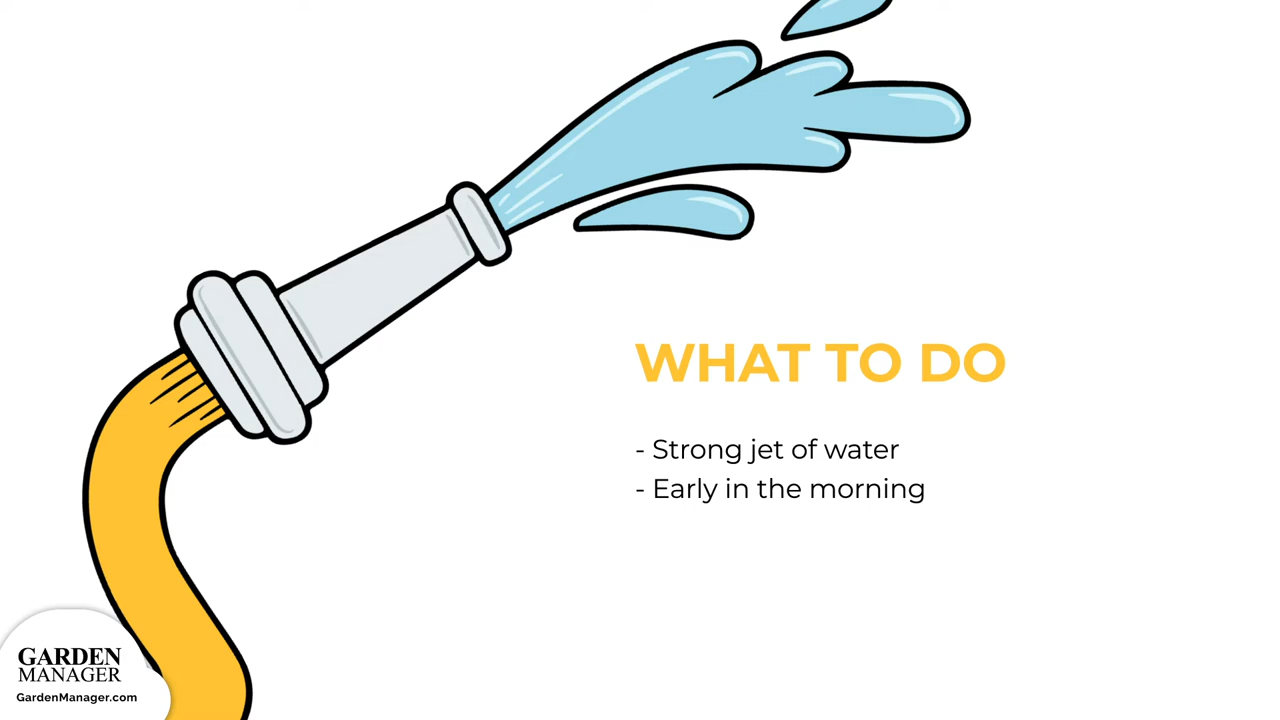 WHAT TO DO
- Strong jet of water
- Early in the morning
GARDEN
MANAGER
GardenManager.com